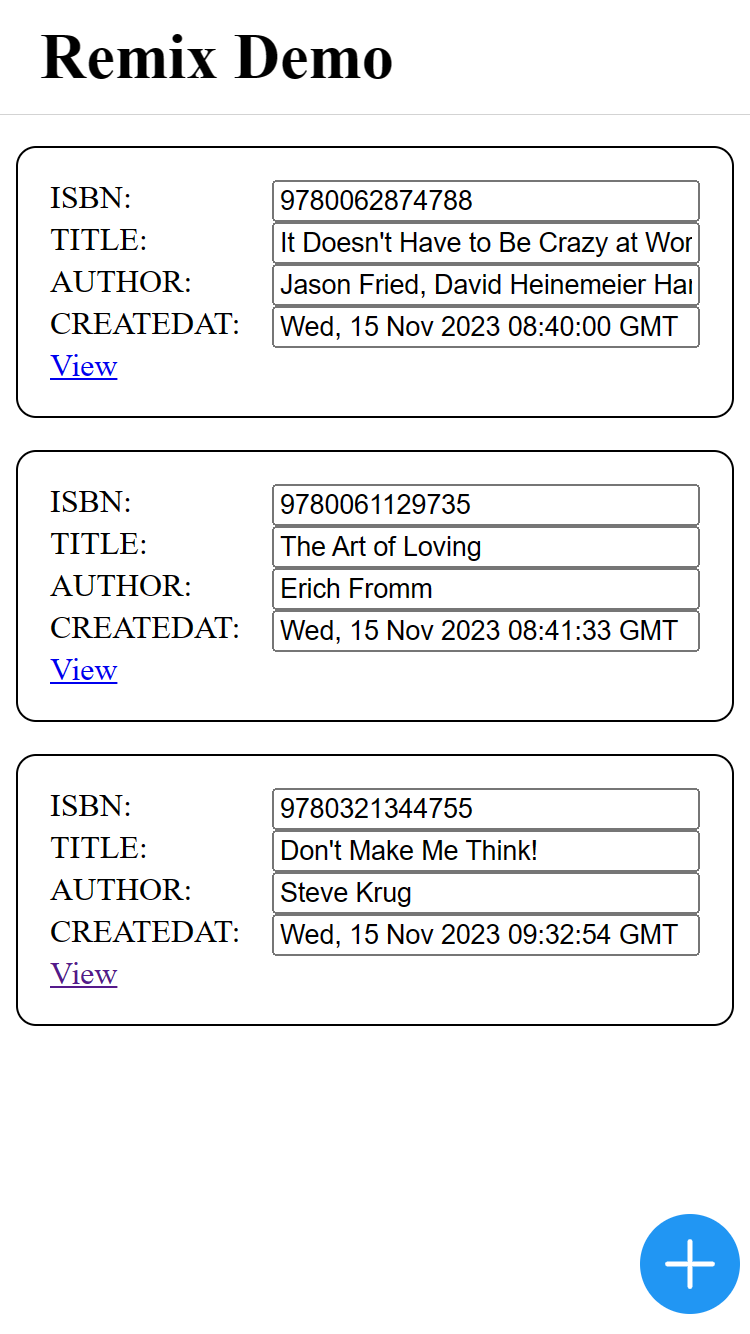 Remix Demo
ISBN: 9780062874788
TITLE: It Doesn't Have to Be Crazy at Wor
AUTHOR: Jason Fried, David Heinemeier Har
CREATEDAT: Wed, 15 Nov 2023 08:40:00 GMT
View
ISBN: 9780061129735
TITLE: The Art of Loving
AUTHOR: Erich Fromm
CREATEDAT: Wed, 15 Nov 2023 08:41:33 GMT
View
ISBN: 9780321344755
TITLE: Don't Make Me Think!
AUTHOR: Steve Krug
CREATEDAT: Wed, 15 Nov 2023 09:32:54 GMT
View